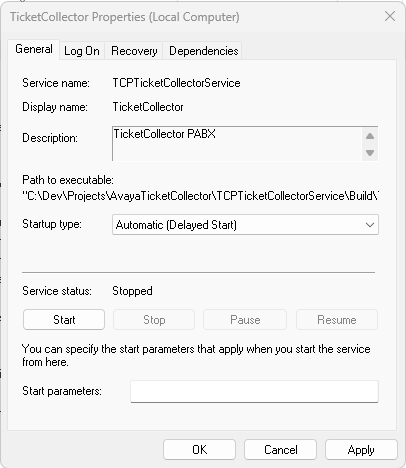 TicketCollector Properties (Local Computer)
General Log On Recovery Dependencies
Service name: TCPTicketCollectorService
Display name: TicketCollector
Description: TicketCollector PABX
Path to executable:
"C:\Dev\Projects\AvayaTicketCollector\TCPTicketCollectorService\Build\
Startup type: Automatic (Delayed Start)
Service status: Stopped
Start Stop Pause Resume
You can specify the start parameters that apply when you start the service
from here.
Start parameters:
OK Cancel Apply